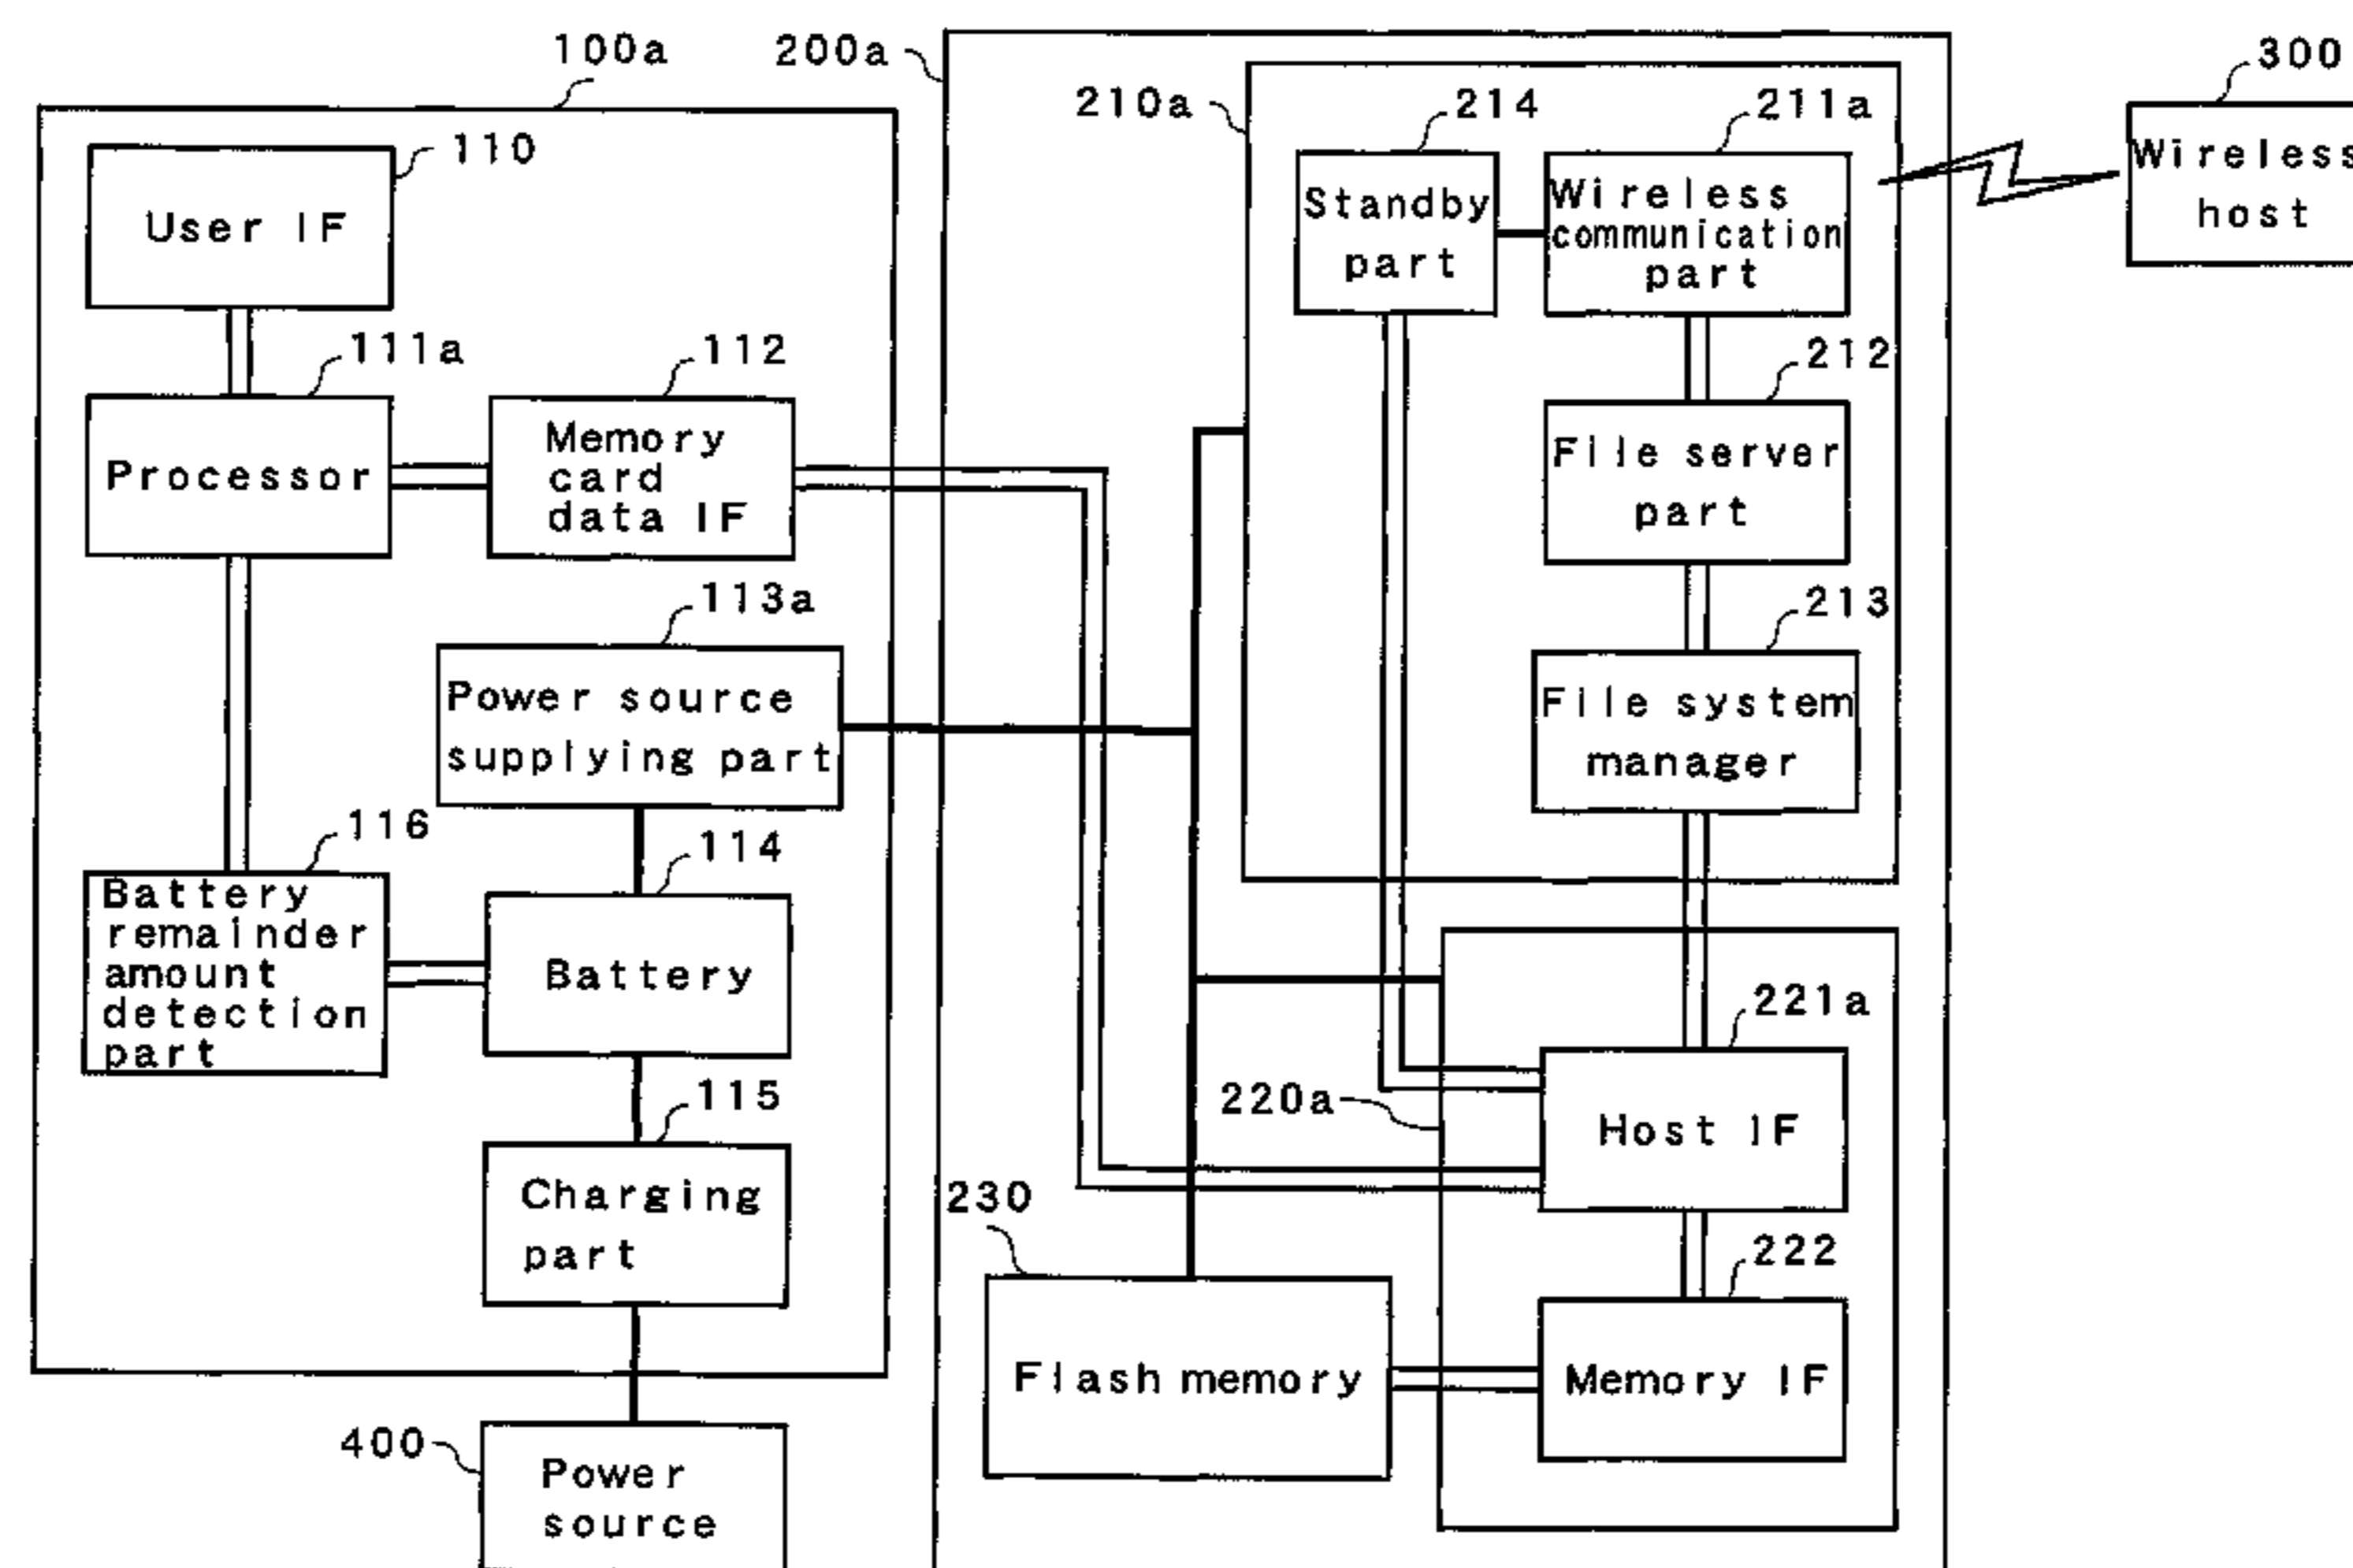 100a
200a
300
210a
214
211a
110
Wireless
host
User IF
Standby
part
Wireless
communication
part
111a
112
212
Processor
Memory
card
data IF
File server
part
113a
213
Power source
supplying part
File system
manager
116
114
Battery
remainder
amount
detection
part
Battery
221a
115
220a
Host IF
Charging
part
230
222
Flash memory
Memory IF
400
Power
source